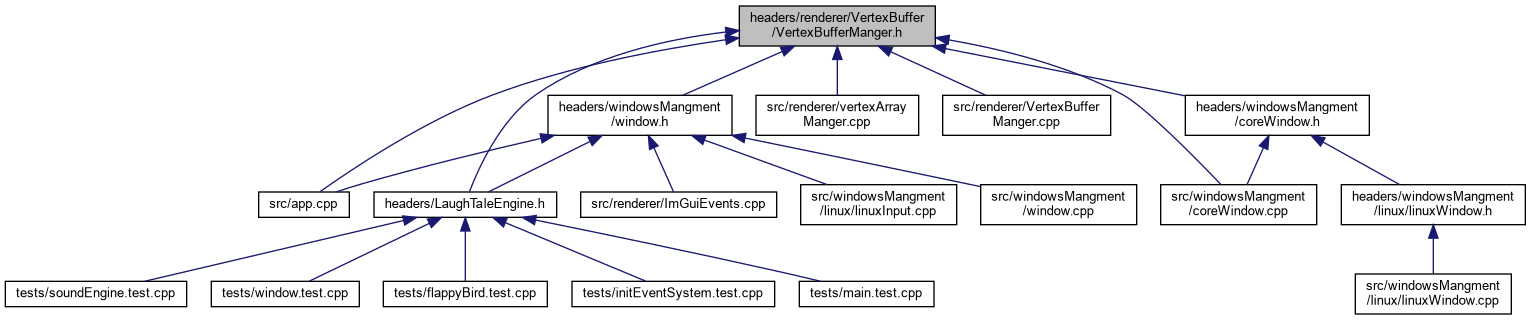 headers/renderer/VertexBuffer
/VertexBufferManger.h
headers/windowsMangment
/window.h
src/renderer/vertexArray
Manger.cpp
src/renderer/VertexBuffer
Manger.cpp
headers/windowsMangment
/coreWindow.h
src/app.cpp
headers/LaughTaleEngine.h
src/renderer/ImGuiEvents.cpp
src/windowsMangment
/linux/linuxInput.cpp
src/windowsMangment
/window.cpp
src/windowsMangment
/coreWindow.cpp
headers/windowsMangment
/linux/linuxWindow.h
tests/soundEngine.test.cpp
tests/window.test.cpp
tests/flappyBird.test.cpp
tests/initEventSystem.test.cpp
tests/main.test.cpp
src/windowsMangment
/linux/linuxWindow.cpp